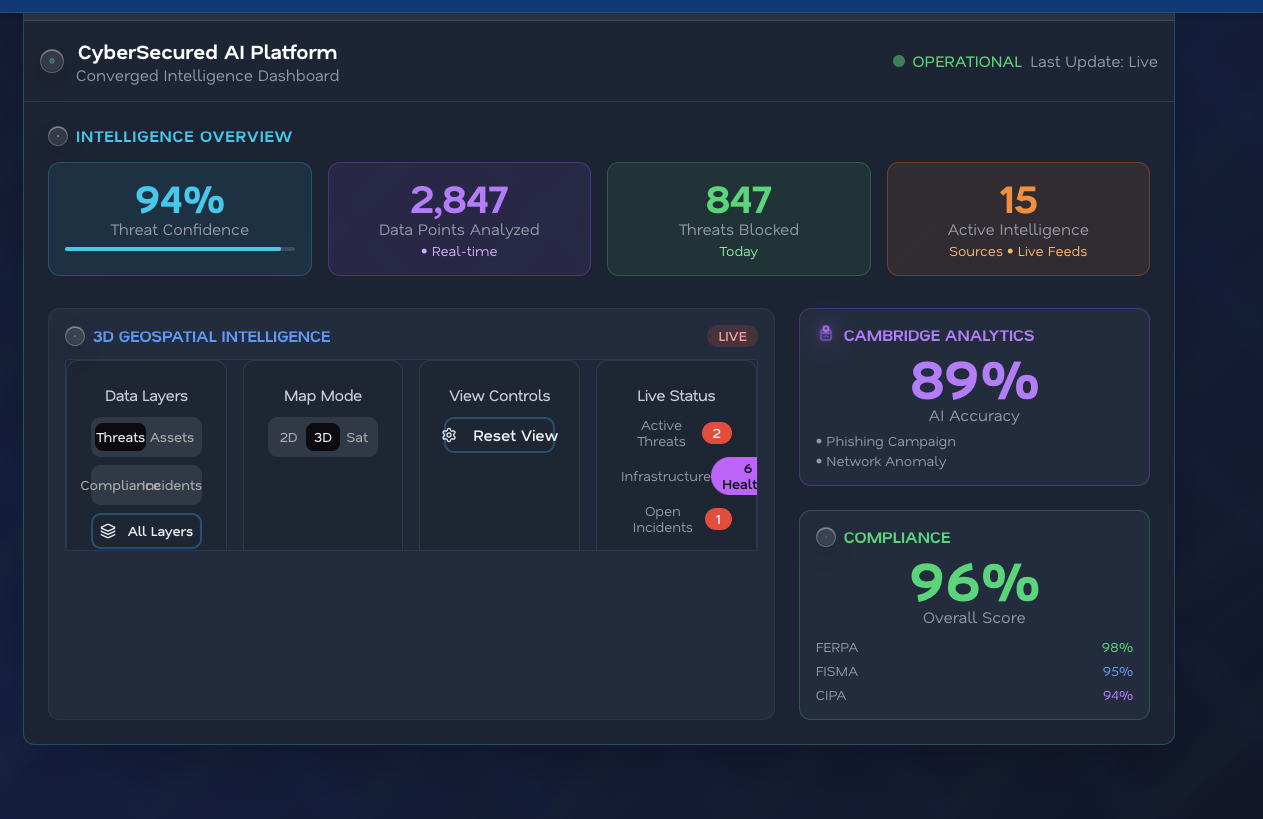 CyberSecured AI Platform
Converged Intelligence Dashboard
OPERATIONAL Last Update: Live
INTELLIGENCE OVERVIEW
94%
Threat Confidence
2,847
Data Points Analyzed
• Real-time
847
Threats Blocked
Today
15
Active Intelligence
Sources • Live Feeds
3D GEOSPATIAL INTELLIGENCE
LIVE
Data Layers
Threats Assets
Compliance Incidents
All Layers
Map Mode
2D 3D Sat
View Controls
Reset View
Live Status
Active
Threats
2
Infrastructure
6
Healt
Open
Incidents
1
CAMBRIDGE ANALYTICS
89%
AI Accuracy
• Phishing Campaign
• Network Anomaly
COMPLIANCE
96%
Overall Score
FERPA 98%
FISMA 95%
CIPA 94%